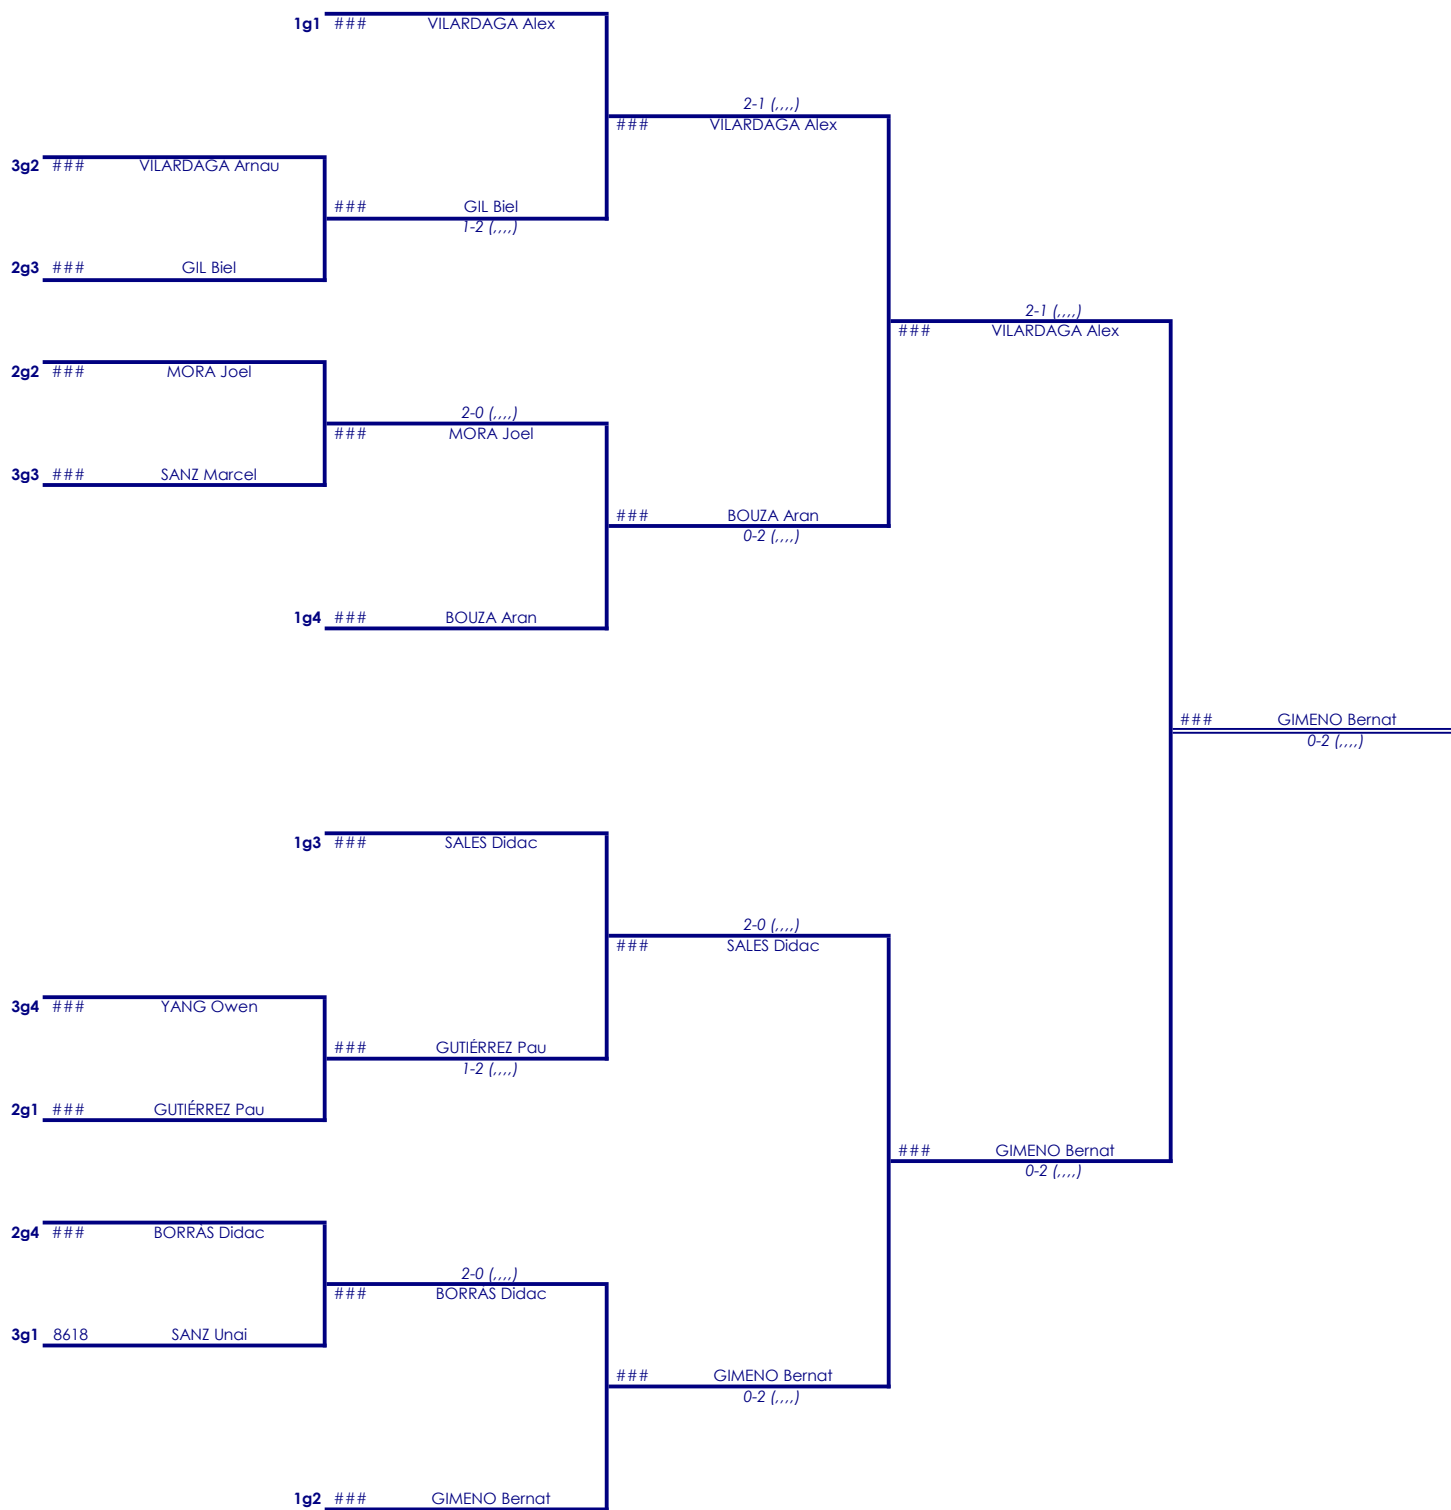 1g1 ### VILARDAGA Alex
2-1 (,,,,)
### VILARDAGA Alex
3g2 ### VILARDAGA Arnau
### GIL Biel
1-2 (,,,,)
2g3 ### GIL Biel
2-1 (,,,,)
### VILARDAGA Alex
2g2 ### MORA Joel
2-0 (,,,,)
### MORA Joel
3g3 ### SANZ Marcel
### BOUZA Aran
0-2 (,,,,)
1g4 ### BOUZA Aran
### GIMENO Bernat
0-2 (,,,,)
1g3 ### SALES Didac
2-0 (,,,,)
### SALES Didac
3g4 ### YANG Owen
### GUTIÉRREZ Pau
1-2 (,,,,)
2g1 ### GUTIÉRREZ Pau
### GIMENO Bernat
0-2 (,,,,)
2g4 ### BORRÀS Didac
2-0 (,,,,)
### BORRÀS Didac
3g1 8618 SANZ Unai
### GIMENO Bernat
0-2 (,,,,)
1g2 ### GIMENO Bernat